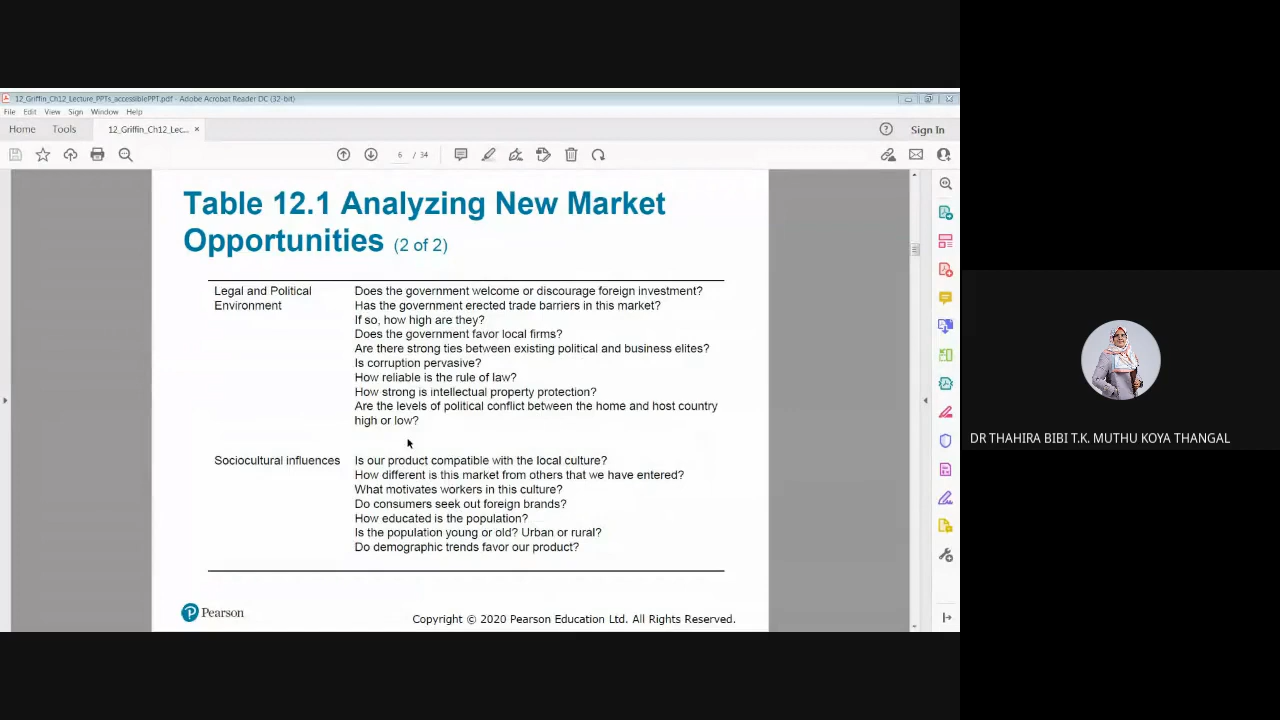 12_Griffin_Ch12_Lecture_PPTs_accessiblePPT.pdf - Adobe Acrobat Reader DC (32-bit)
File Edit View Sign Window Help
Home Tools 12_Griffin_Ch12_Lec... × Sign In
6 / 34
Table 12.1 Analyzing New Market
Opportunities (2 of 2)
Legal and Political Does the government welcome or discourage foreign investment?
Environment Has the government erected trade barriers in this market?
If so, how high are they?
Does the government favor local firms?
Are there strong ties between existing political and business elites?
Is corruption pervasive?
How reliable is the rule of law?
How strong is intellectual property protection?
Are the levels of political conflict between the home and host country
high or low?
Sociocultural influences Is our product compatible with the local culture?
How different is this market from others that we have entered?
What motivates workers in this culture?
Do consumers seek out foreign brands?
How educated is the population?
Is the population young or old? Urban or rural?
Do demographic trends favor our product?
P Pearson
Copyright © 2020 Pearson Education Ltd. All Rights Reserved.
DR THAHIRA BIBI T.K. MUTHU KOYA THANGAL